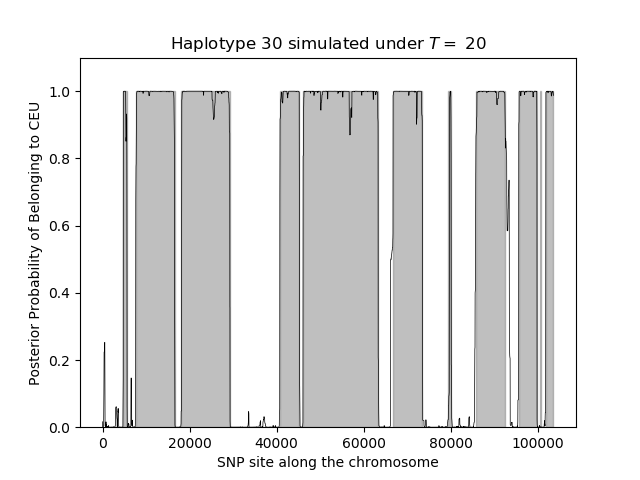 Haplotype 30 simulated under T = 20
Posterior Probability of Belonging to CEU
1.0
0.8
0.6
0.4
0.2
0.0
0 20000 40000 60000 80000 100000
SNP site along the chromosome